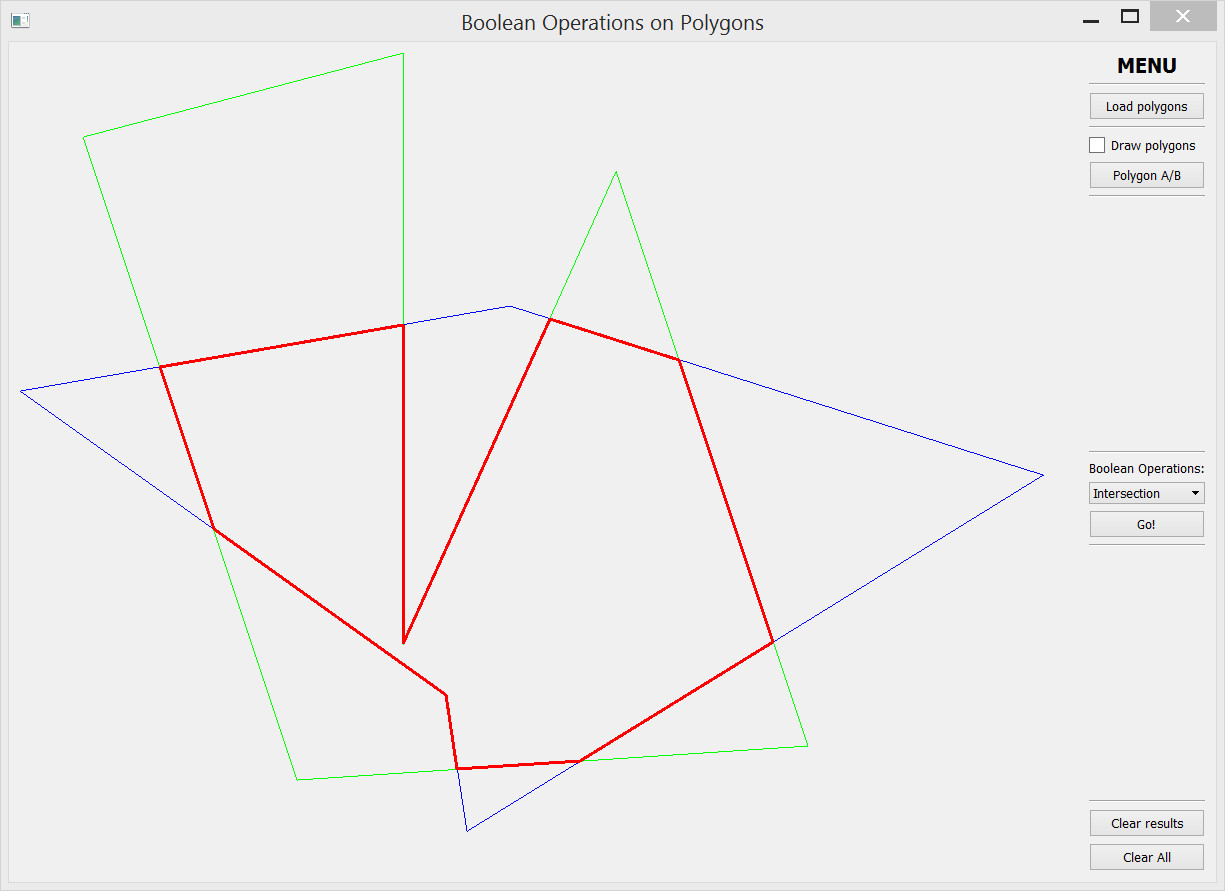 Boolean Operations on Polygons
MENU
Load polygons
Draw polygons
Polygon A/B
Boolean Operations:
Intersection
Go!
Clear results
Clear All